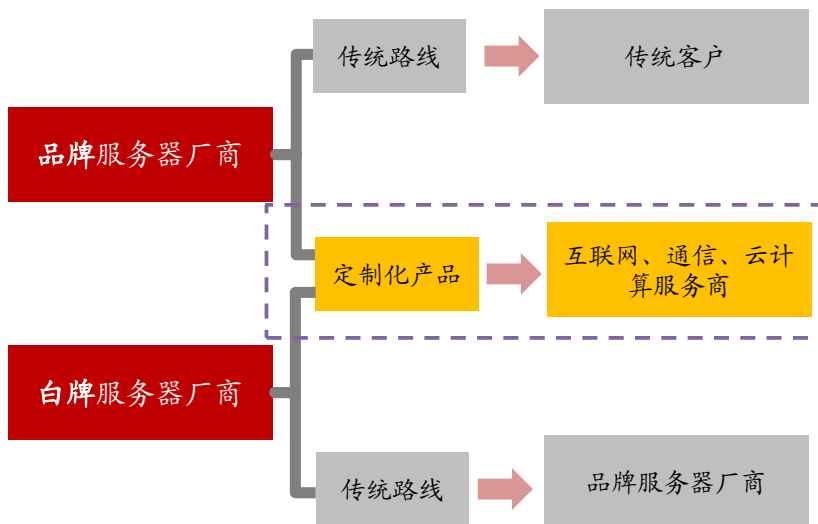 传统路线
传统客户
品牌服务器厂商
定制化产品
互联网、通信、云计
算服务商
白牌服务器厂商
传统路线
品牌服务器厂商